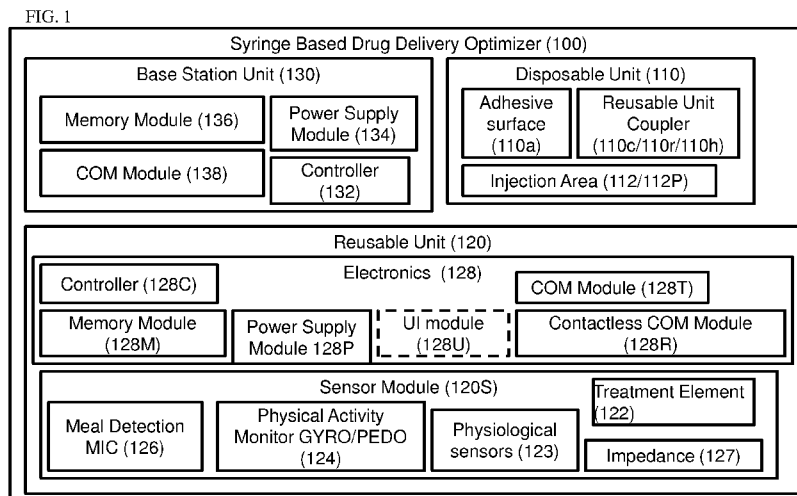 FIG. 1
Syringe Based Drug Delivery Optimizer (100)
Base Station Unit (130)
Memory Module (136)
Power Supply
Module (134)
COM Module (138)
Controller
(132)
Disposable Unit (110)
Adhesive
surface
(110a)
Reusable Unit
Coupler
(110c/110r/110h)
Injection Area (112/112P)
Reusable Unit (120)
Electronics (128)
Controller (128C)
COM Module (128T)
Memory Module
(128M)
Power Supply
Module 128P
UI module
(128U)
Contactless COM Module
(128R)
Sensor Module (120S)
Meal Detection
MIC (126)
Physical Activity
Monitor GYRO/PEDO
(124)
Physiological
sensors (123)
Treatment Element
(122)
Impedance (127)